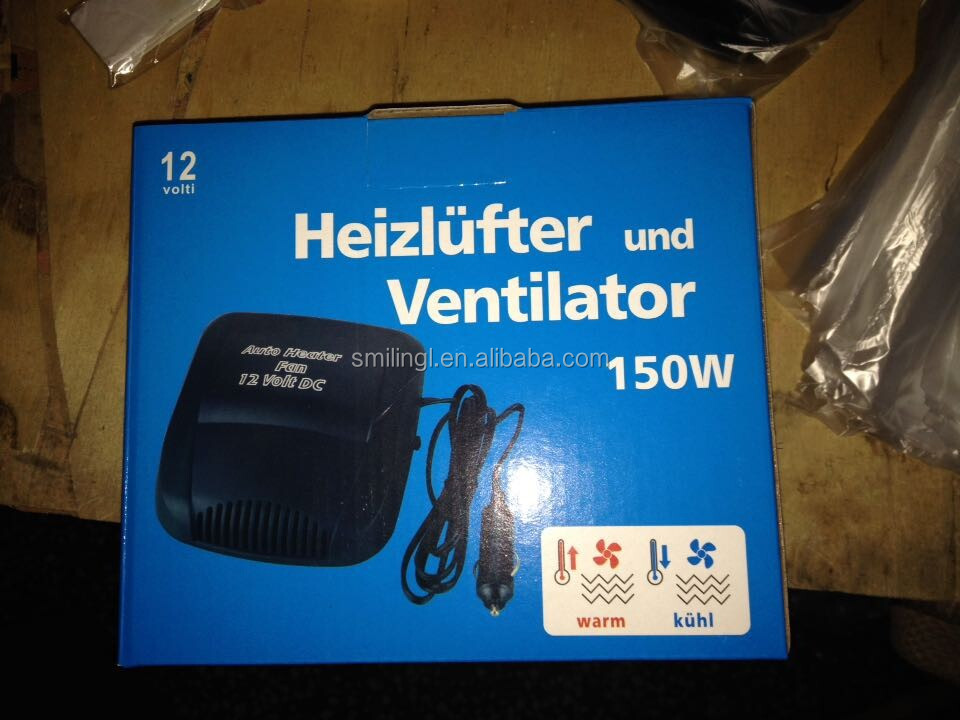 12
volti
Heizlüfter und
Ventilator
smilingl.en.alibaba.com
150W
Auto Heater
Fan
12 Volt DC
warm
kühl